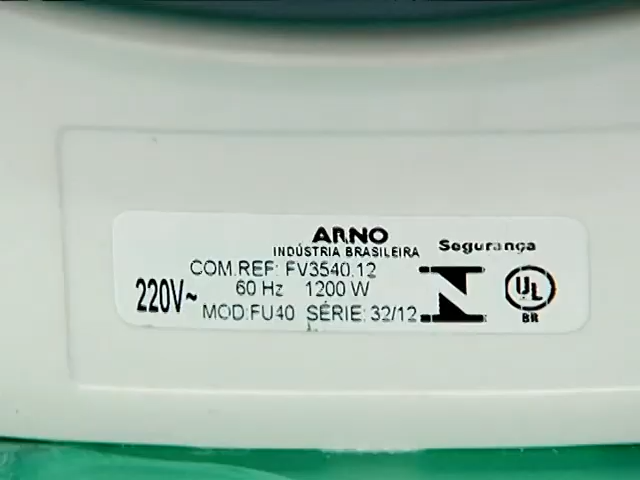 ARNO
INDÚSTRIA BRASILEIRA
Segurança
COM.REF: FV3540.12
220V~ 60 Hz 1200 W
MOD:FU40 SÉRIE: 32/12
UL
BR